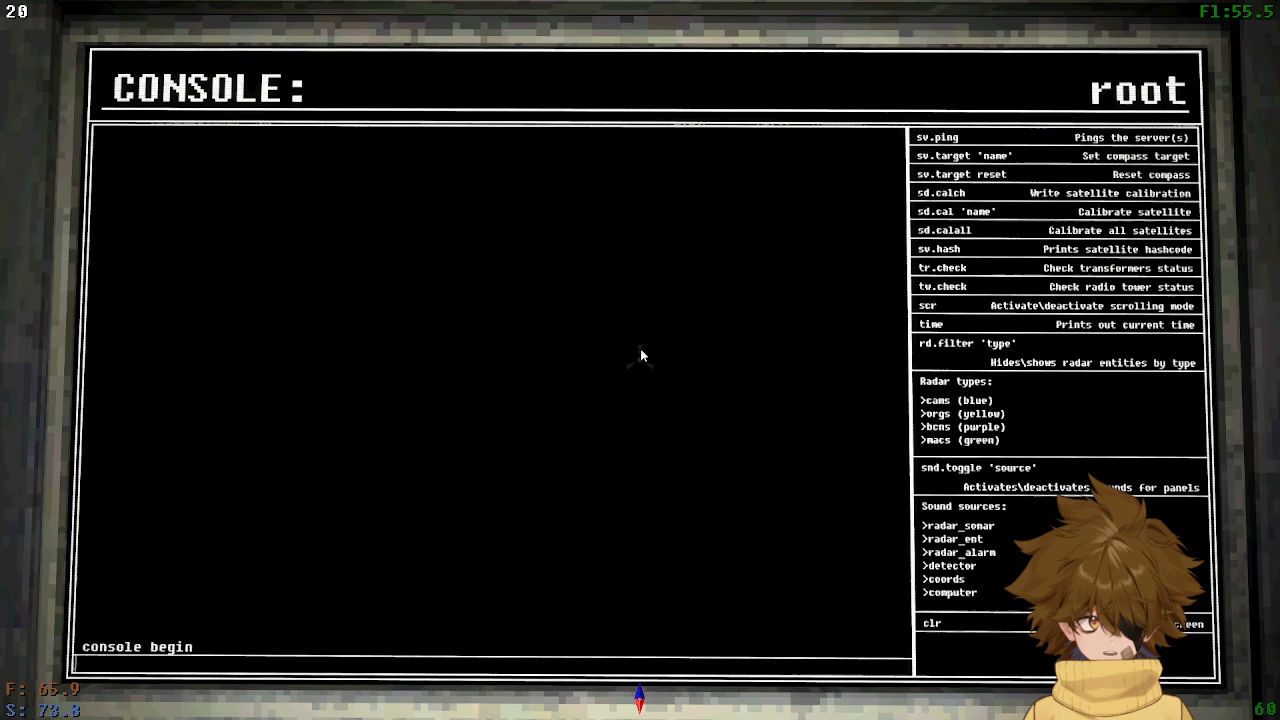 20
F1:55.5
CONSOLE:
root
sv.ping Pings the server(s)
sv.target 'name' Set compass target
sv.target reset Reset compass
sd.calch Write satellite calibration
sd.cal 'name' Calibrate satellite
sd.calall Calibrate all satellites
sv.hash Prints satellite hashcode
tr.check Check transformers status
tw.check Check radio tower status
scr Activate\deactivate scrolling mode
time Prints out current time
rd.filter 'type'
Hides\shows radar entities by type
Radar types:
>cams (blue)
>orgs (yellow)
>bcns (purple)
>macs (green)
snd.toggle 'source'
Activates\deactivates for panels
Sound sources:
>radar_sonar
>radar_ent
>radar_alarm
>detector
>coords
>computer
clr
console begin
F: 65.9
S: 73.8
60